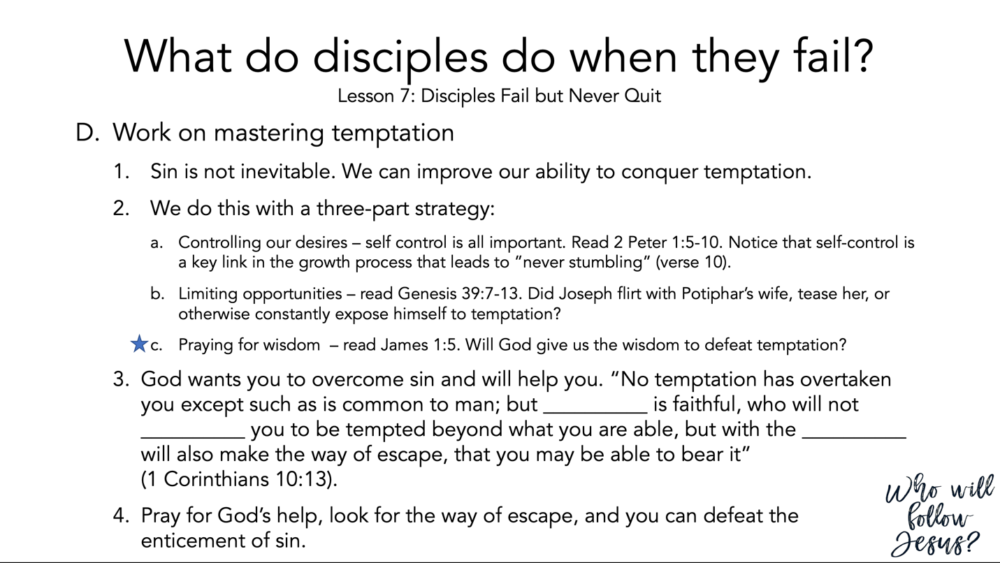 What do disciples do when they fail?
Lesson 7: Disciples Fail but Never Quit
D. Work on mastering temptation
1. Sin is not inevitable. We can improve our ability to conquer temptation.
2. We do this with a three-part strategy:
a. Controlling our desires – self control is all important. Read 2 Peter 1:5-10. Notice that self-control is
a key link in the growth process that leads to ”never stumbling” (verse 10).
b. Limiting opportunities – read Genesis 39:7-13. Did Joseph flirt with Potiphar’s wife, tease her, or
otherwise constantly expose himself to temptation?
c. Praying for wisdom – read James 1:5. Will God give us the wisdom to defeat temptation?
3. God wants you to overcome sin and will help you. “No temptation has overtaken
you except such as is common to man; but __________ is faithful, who will not
__________ you to be tempted beyond what you are able, but with the __________
will also make the way of escape, that you may be able to bear it”
(1 Corinthians 10:13).
4. Pray for God’s help, look for the way of escape, and you can defeat the
enticement of sin.
Who will
follow
Jesus?